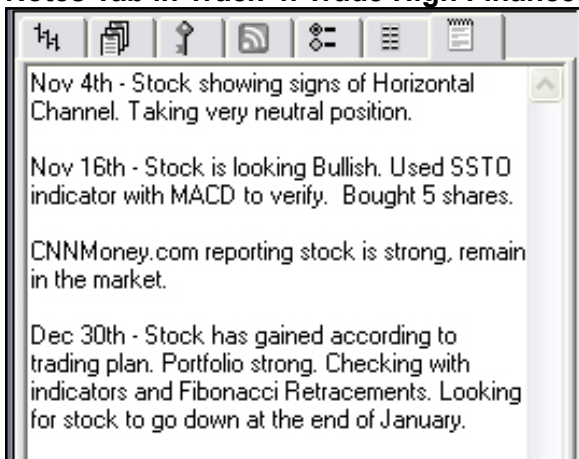 Notes Tab in Track 'n Trade High Finance
Nov 4th - Stock showing signs of Horizontal
Channel. Taking very neutral position.
Nov 16th - Stock is looking Bullish. Used SSTO
indicator with MACD to verify.  Bought 5 shares.
CNNMoney.com reporting stock is strong, remain
in the market.
Dec 30th - Stock has gained according to
trading plan. Portfolio strong. Checking with
indicators and Fibonacci Retracements. Looking
for stock to go down at the end of January.